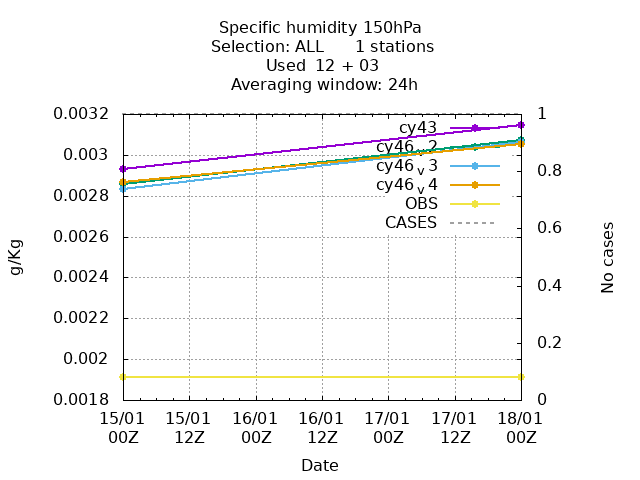 Specific humidity 150hPa
Selection: ALL 1 stations
Used 12 + 03
Averaging window: 24h
0.0032
0.003
0.0028
0.0026
0.0024
0.0022
0.002
0.0018
g/Kg
1
0.8
0.6
0.4
0.2
0
No cases
cy43
cy46v2
cy46v3
cy46v4
OBS
CASES
15/01 15/01 16/01 16/01 17/01 17/01 18/01
00Z 12Z 00Z 12Z 00Z 12Z 00Z
Date